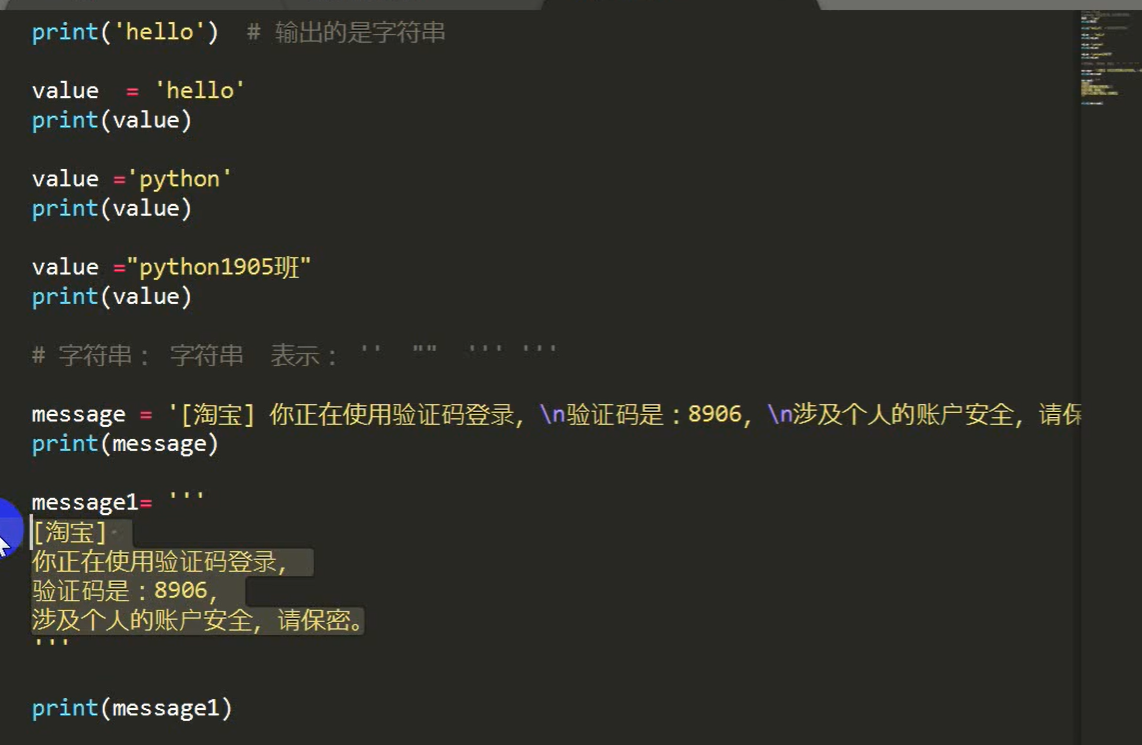 print('hello')  # 输出的是字符串
value  = 'hello'
print(value)
value ='python'
print(value)
value ="python1905班"
print(value)
# 字符串： 字符串  表示： ''  ""  ''' '''
message = '[淘宝] 你正在使用验证码登录, \n验证码是：8906, \n涉及个人的账户安全, 请保
print(message)
message1= '''
[淘宝]
你正在使用验证码登录,
验证码是：8906,
涉及个人的账户安全, 请保密。
'''
print(message1)